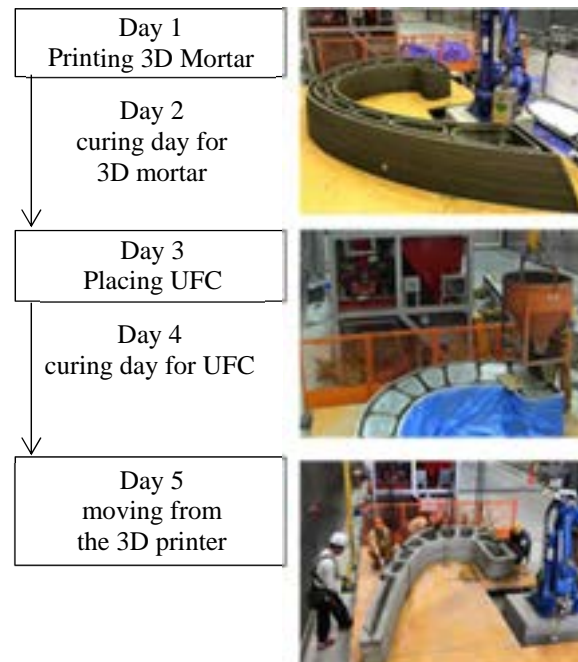 Day 1
Printing 3D Mortar
Day 2
curing day for
3D mortar
Day 3
Placing UFC
Day 4
curing day for UFC
Day 5
moving from
the 3D printer